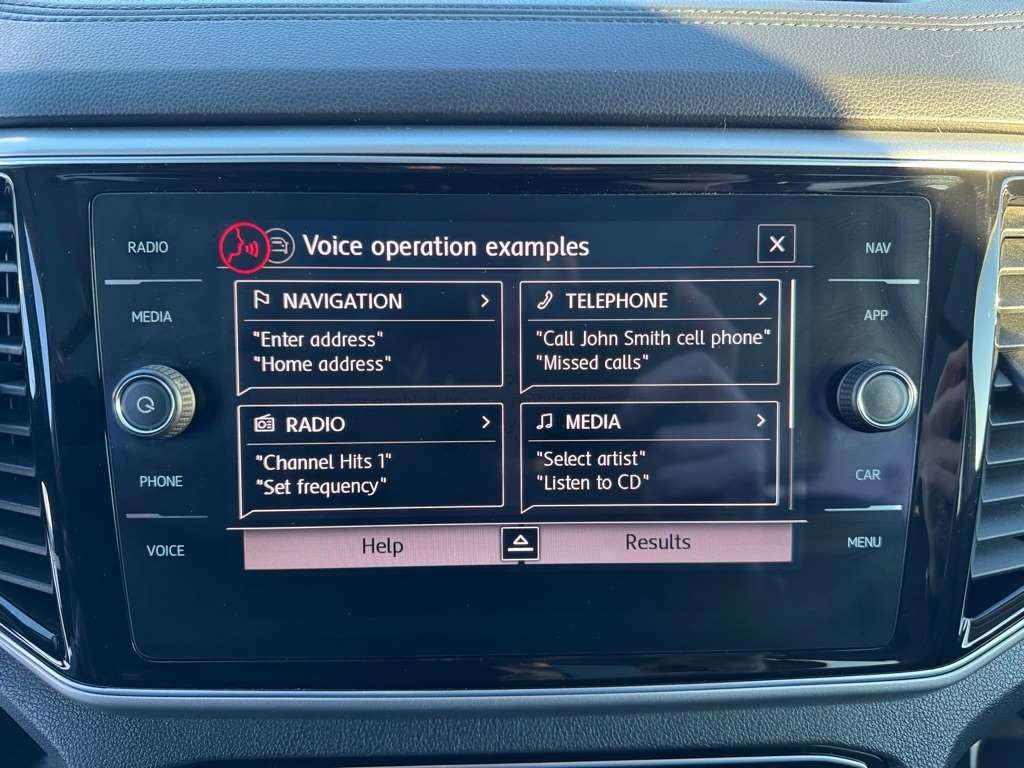 RADIO
MEDIA
PHONE
VOICE
Voice operation examples
NAVIGATION
"Enter address"
"Home address"
TELEPHONE
"Call John Smith cell phone"
"Missed calls"
RADIO
"Channel Hits 1"
"Set frequency"
MEDIA
"Select artist"
"Listen to CD"
Help
Results
NAV
APP
CAR
MENU